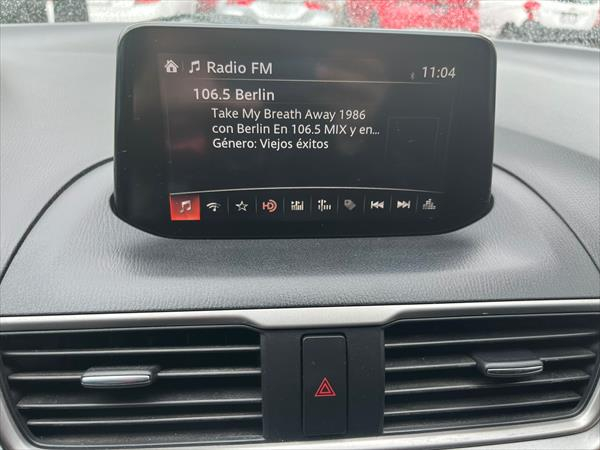 Radio FM
11:04
106.5 Berlin
Take My Breath Away 1986
con Berlin En 106.5 MIX y en...
Género: Viejos éxitos
HD